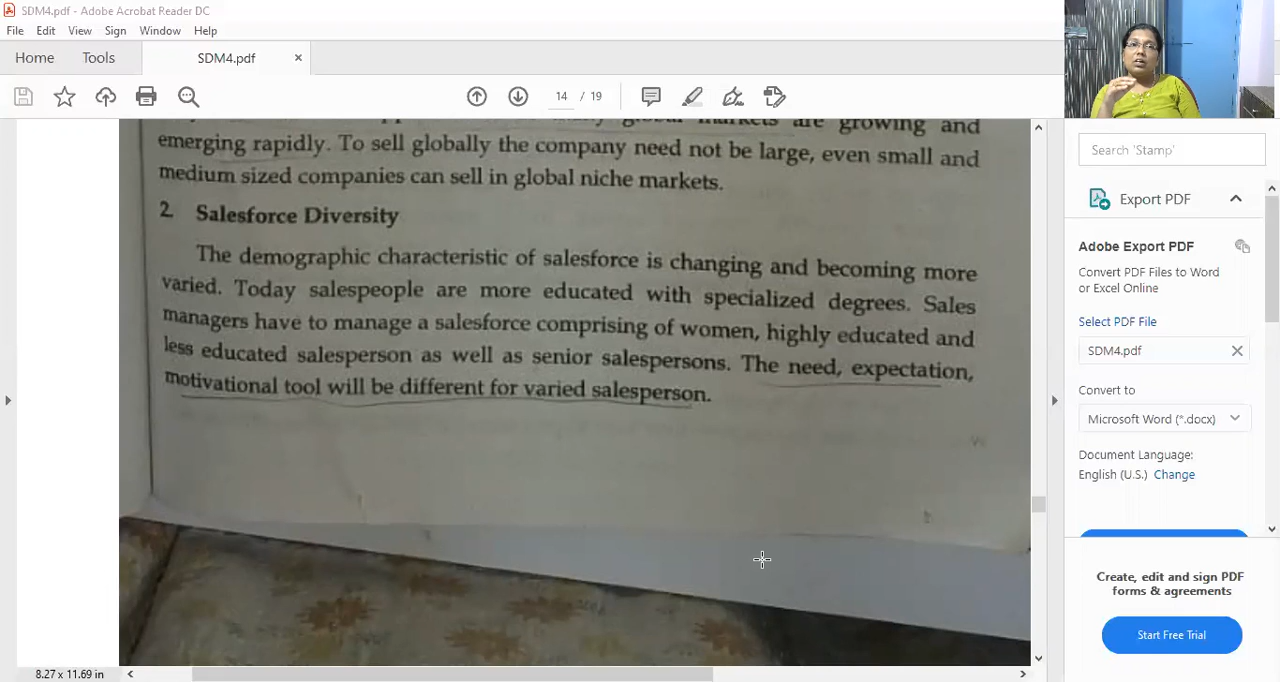 SDM4.pdf - Adobe Acrobat Reader DC
File Edit View Sign Window Help
Home Tools SDM4.pdf ×
14 / 19
markets are growing and
emerging rapidly. To sell globally the company need not be large, even small and
medium sized companies can sell in global niche markets.
2. Salesforce Diversity
The demographic characteristic of salesforce is changing and becoming more
varied. Today salespeople are more educated with specialized degrees. Sales
managers have to manage a salesforce comprising of women, highly educated and
less educated salesperson as well as senior salespersons. The need, expectation,
motivational tool will be different for varied salesperson.
8.27 x 11.69 in
Search 'Stamp'
Export PDF
Adobe Export PDF
Convert PDF Files to Word
or Excel Online
Select PDF File
SDM4.pdf
Convert to
Microsoft Word (*.docx)
Document Language:
English (U.S.) Change
Create, edit and sign PDF
forms & agreements
Start Free Trial